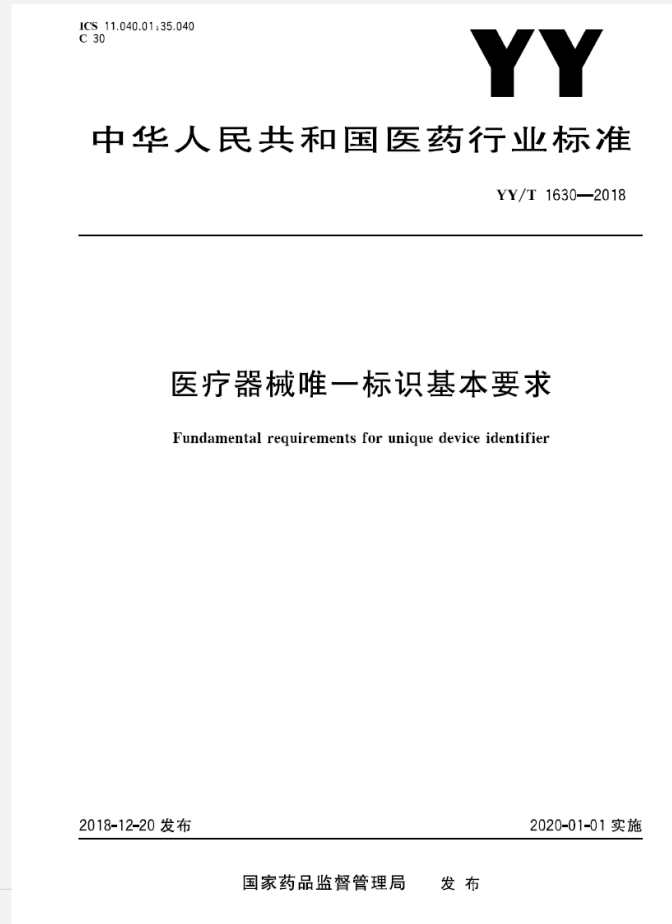 ICS 11.040.01;35.040
C 30
YY
中华人民共和国医药行业标准
YY/T 1630—2018
医疗器械唯一标识基本要求
Fundamental requirements for unique device identifier
2018-12-20 发布
2020-01-01 实施
国家药品监督管理局 发布